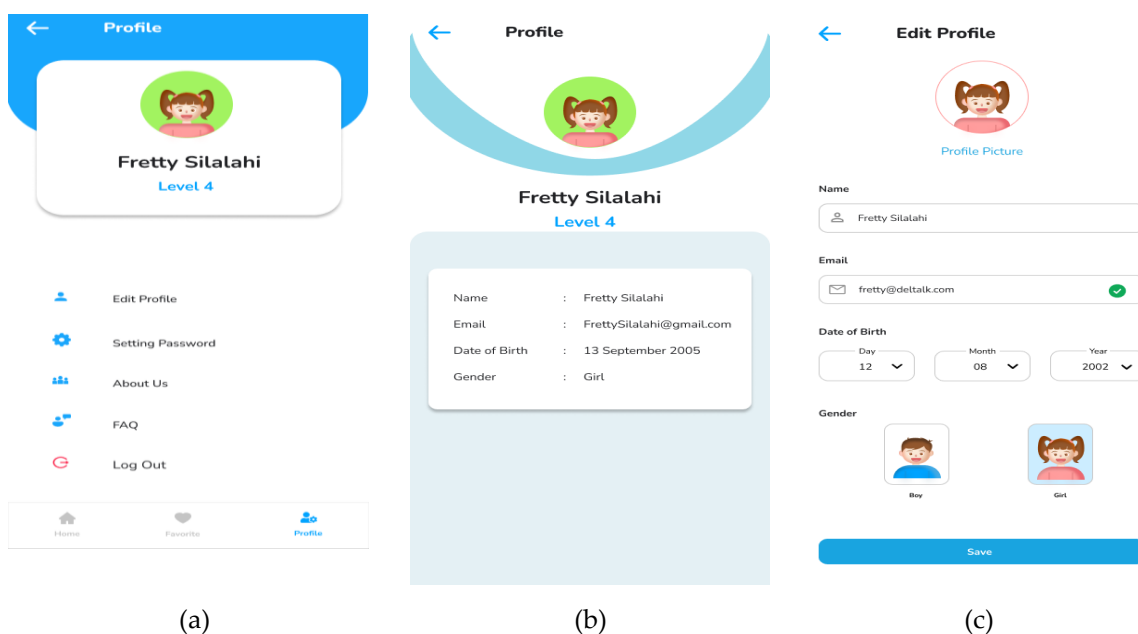 Profile
Fretty Silalahi
Level 4
Edit Profile
Setting Password
About Us
FAQ
Log Out
Home Favorite Profile
(a)
Profile
Fretty Silalahi
Level 4
Name : Fretty Silalahi
Email : FrettySilalahi@gmail.com
Date of Birth : 13 September 2005
Gender : Girl
(b)
Edit Profile
Profile Picture
Name
Fretty Silalahi
Email
fretty@deltalk.com
Date of Birth
Day Month Year
12 08 2002
Gender
Boy Girl
Save
(c)